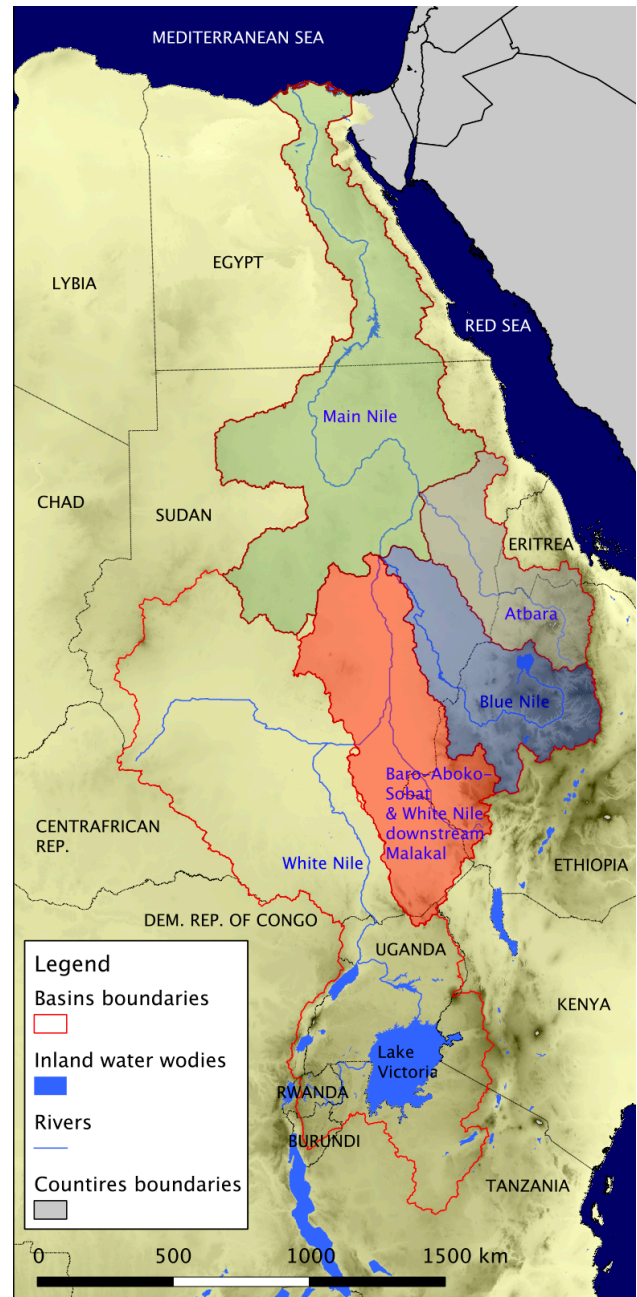 MEDITERRANEAN SEA
EGYPT
LYBIA
RED SEA
Main Nile
CHAD
SUDAN
ERITREA
Atbara
Blue Nile
Baro-Aboko-
Sobat
& White Nile
downstream
Malakal
CENTRAFRICAN
REP.
White Nile
ETHIOPIA
DEM. REP. OF CONGO
UGANDA
KENYA
Lake
Victoria
RWANDA
BURUNDI
TANZANIA
Legend
Basins boundaries
Inland water wodies
Rivers
Countires boundaries
0 500 1000 1500 km